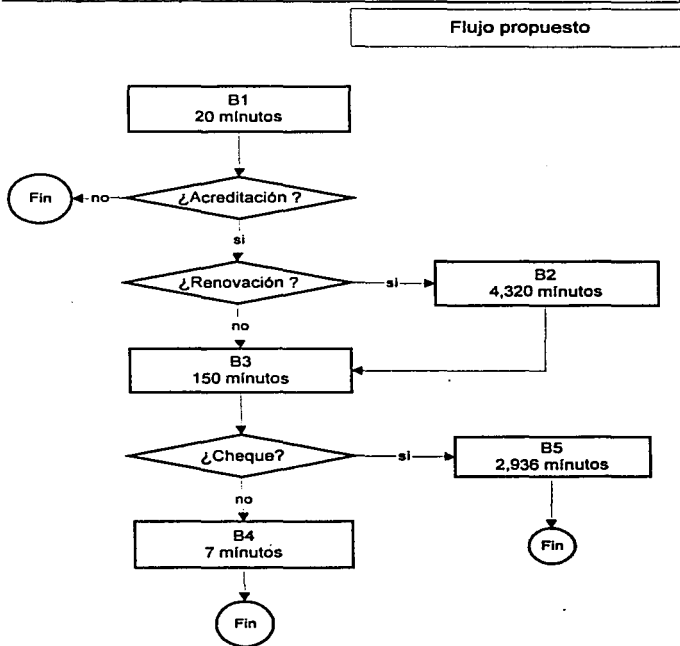 Flujo propuesto
B1
20 minutos
¿Acreditación ?
no
Fin
si
¿Renovación ?
si
B2
4,320 minutos
no
B3
150 minutos
¿Cheque?
si
B5
2,936 minutos
no
B4
7 minutos
Fin
Fin